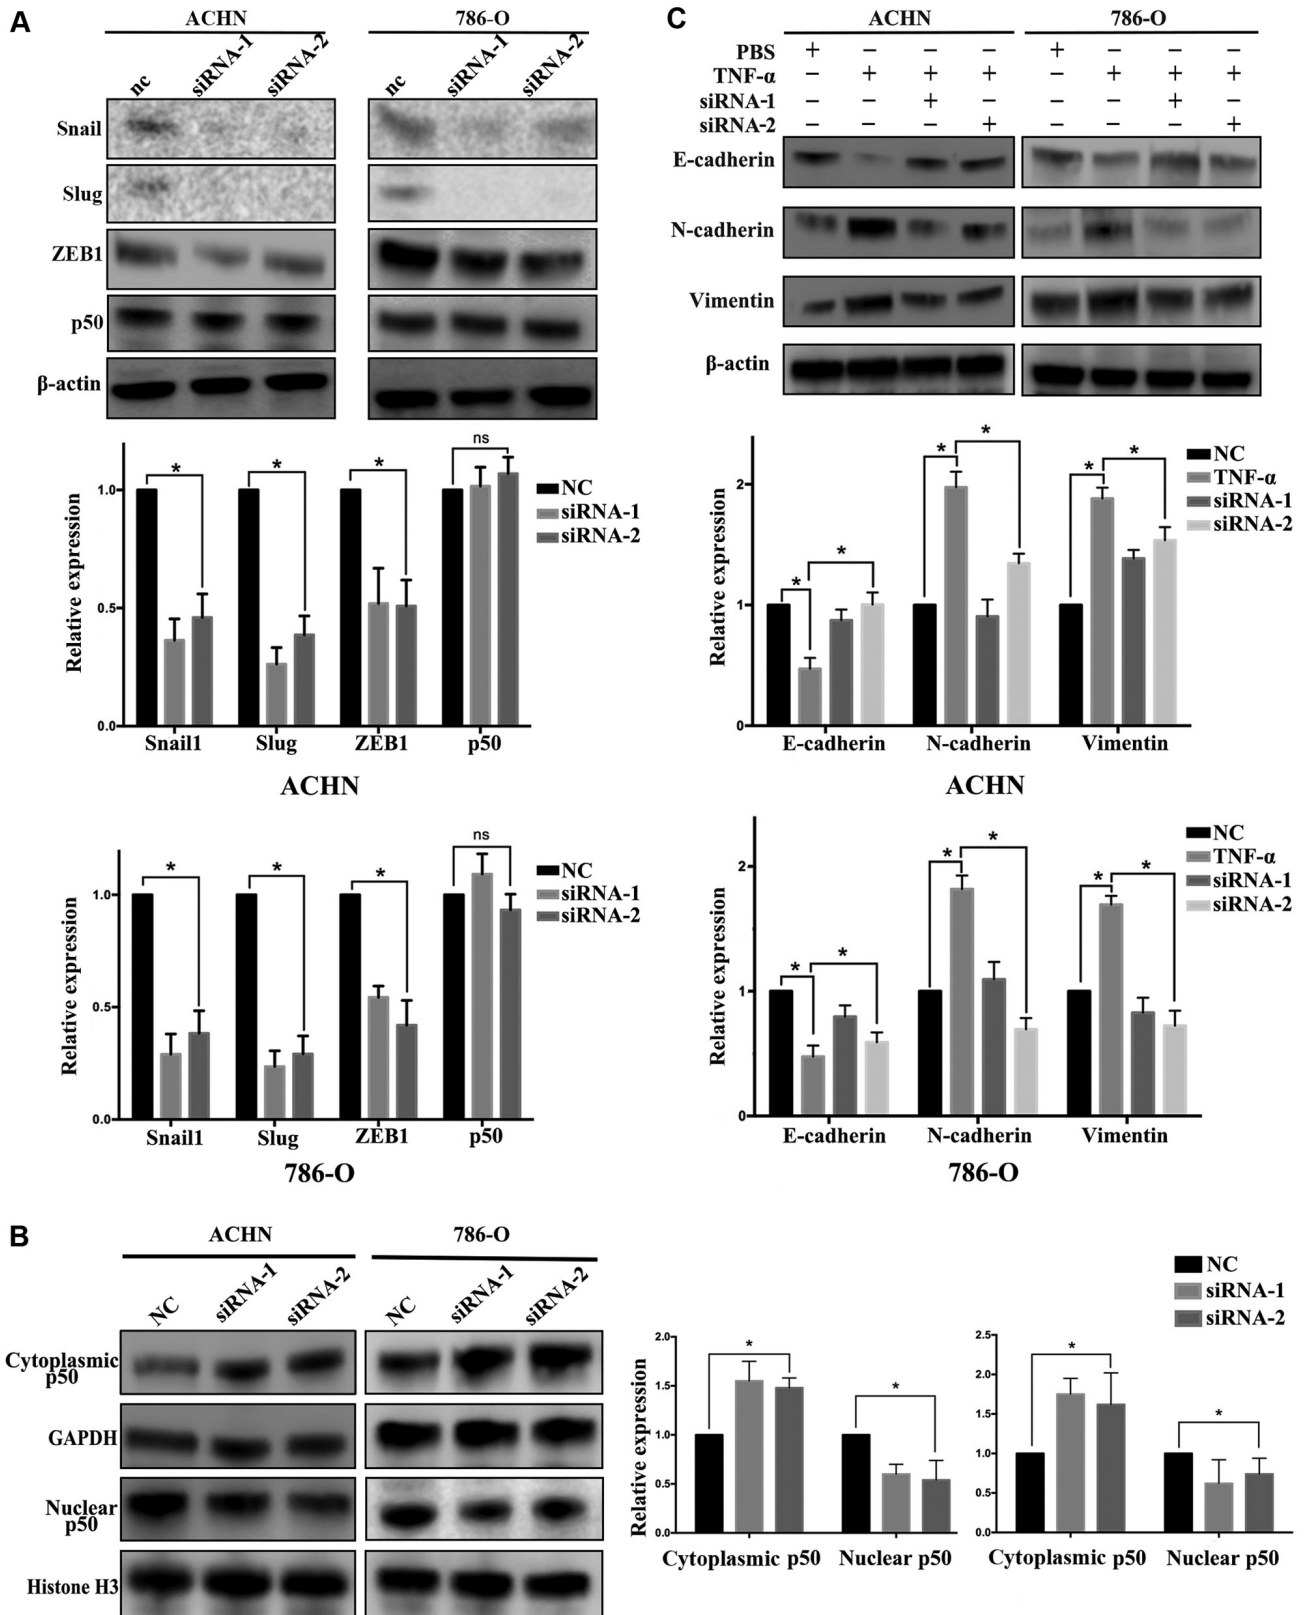 A
ACHN
786-O
nc
siRNA-1
siRNA-2
nc
siRNA-1
siRNA-2
Snail
Slug
ZEB1
p50
β-actin
* * * ns
NC
siRNA-1
siRNA-2
Relative expression
1.0
0.5
0.0
Snail1 Slug ZEB1 p50
ACHN
* * * ns
NC
siRNA-1
siRNA-2
Relative expression
1.0
0.5
0.0
Snail1 Slug ZEB1 p50
786-O
C
ACHN
786-O
PBS + − − − + − − −
TNF-α − + + + − + + +
siRNA-1 − − + − − − + −
siRNA-2 − − − + − − − +
E-cadherin
N-cadherin
Vimentin
β-actin
* * * * * *
NC
TNF-α
siRNA-1
siRNA-2
Relative expression
2
1
0
E-cadherin N-cadherin Vimentin
ACHN
* * * * * *
NC
TNF-α
siRNA-1
siRNA-2
Relative expression
2
1
0
E-cadherin N-cadherin Vimentin
786-O
B
ACHN
786-O
NC
siRNA-1
siRNA-2
NC
siRNA-1
siRNA-2
Cytoplasmic
p50
GAPDH
Nuclear
p50
Histone H3
NC
siRNA-1
siRNA-2
* *
Relative expression
2.0
1.5
1.0
0.5
0.0
Cytoplasmic p50 Nuclear p50
* *
2.5
2.0
1.5
1.0
0.5
0.0
Cytoplasmic p50 Nuclear p50